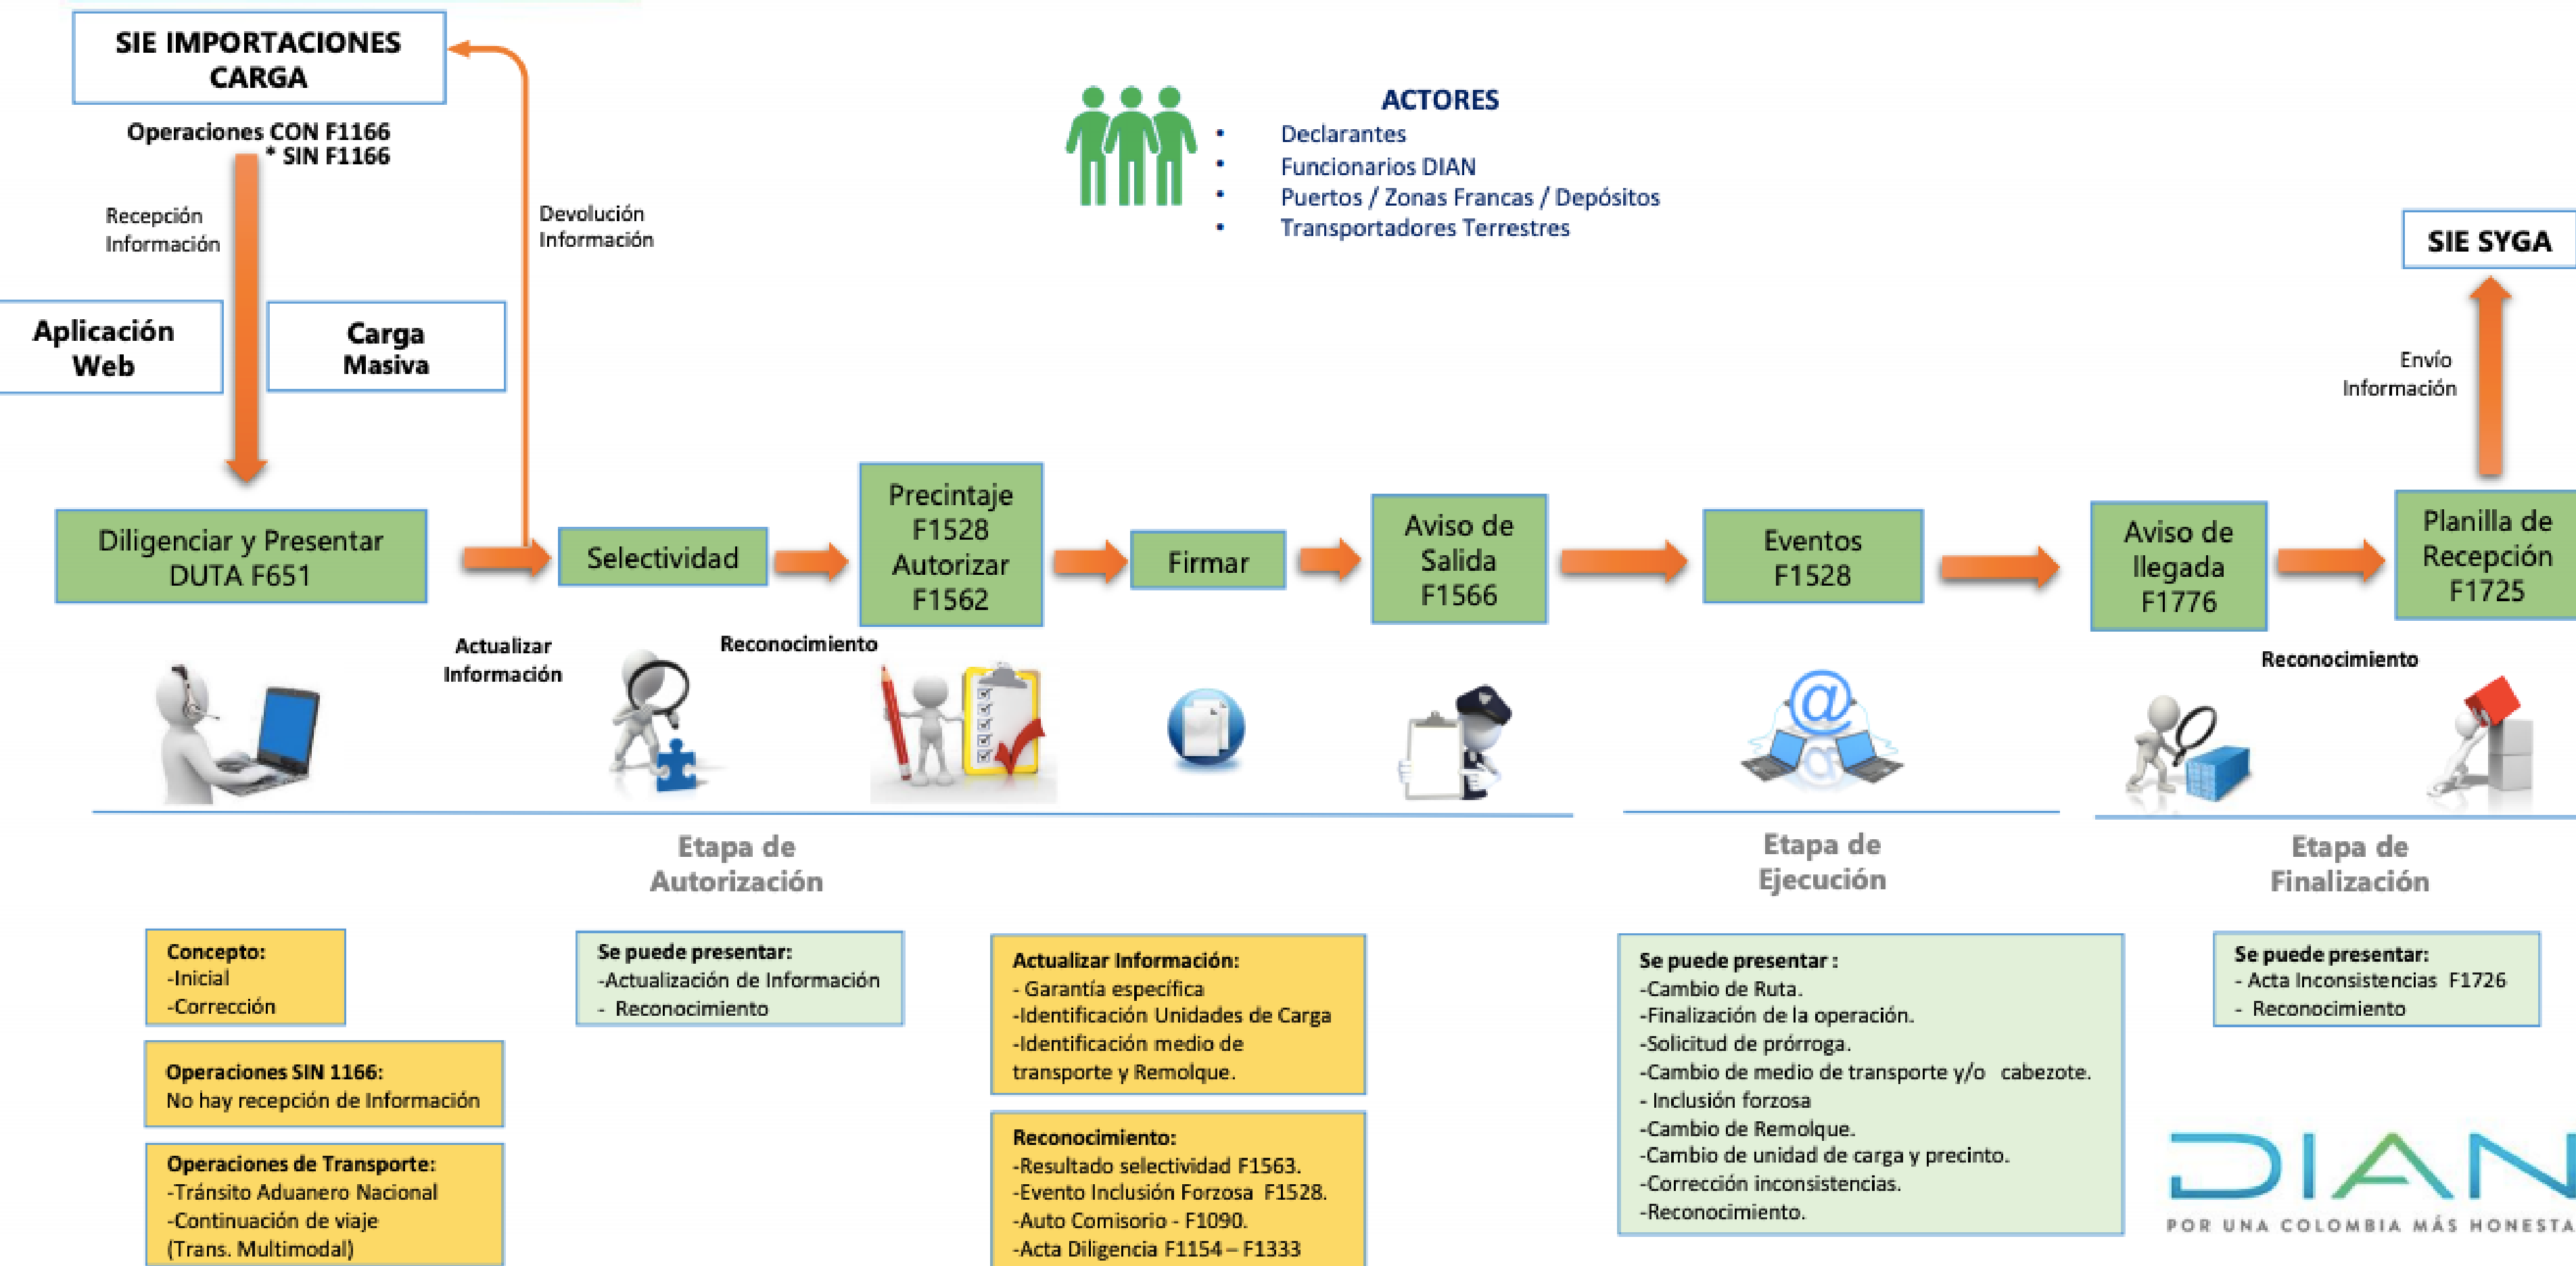 SIE IMPORTACIONES
CARGA
Operaciones CON F1166
* SIN F1166
Recepción
Información
Devolución
Información
Aplicación
Web
Carga
Masiva
ACTORES
• Declarantes
• Funcionarios DIAN
• Puertos / Zonas Francas / Depósitos
• Transportadores Terrestres
SIE SYGA
Envío
Información
Diligenciar y Presentar
DUTA F651
Selectividad
Precintaje
F1528
Autorizar
F1562
Firmar
Aviso de
Salida
F1566
Eventos
F1528
Aviso de
llegada
F1776
Planilla de
Recepción
F1725
Actualizar
Información
Reconocimiento
Reconocimiento
@
@
Etapa de
Autorización
Etapa de
Ejecución
Etapa de
Finalización
Concepto:
-Inicial
-Corrección
Operaciones SIN 1166:
No hay recepción de Información
Operaciones de Transporte:
-Tránsito Aduanero Nacional
-Continuación de viaje
(Trans. Multimodal)
Se puede presentar:
-Actualización de Información
- Reconocimiento
Actualizar Información:
- Garantía específica
-Identificación Unidades de Carga
-Identificación medio de
transporte y Remolque.
Reconocimiento:
-Resultado selectividad F1563.
-Evento Inclusión Forzosa F1528.
-Auto Comisorio - F1090.
-Acta Diligencia F1154 – F1333
Se puede presentar :
-Cambio de Ruta.
-Finalización de la operación.
-Solicitud de prórroga.
-Cambio de medio de transporte y/o cabezote.
- Inclusión forzosa
-Cambio de Remolque.
-Cambio de unidad de carga y precinto.
-Corrección inconsistencias.
-Reconocimiento.
Se puede presentar:
- Acta Inconsistencias F1726
- Reconocimiento
DIAN
POR UNA COLOMBIA MÁS HONESTA